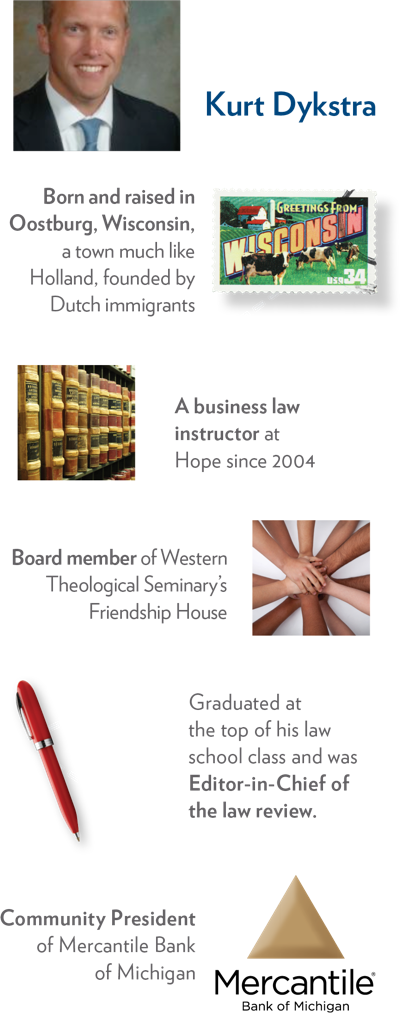 Kurt Dykstra
Born and raised in
Oostburg, Wisconsin,
a town much like
Holland, founded by
Dutch immigrants
GREETINGS FROM
WISCONSIN
USA 34
A business law
instructor at
Hope since 2004
Board member of Western
Theological Seminary's
Friendship House
Graduated at
the top of his law
school class and was
Editor-in-Chief of
the law review.
Community President
of Mercantile Bank
of Michigan
Mercantile®
Bank of Michigan